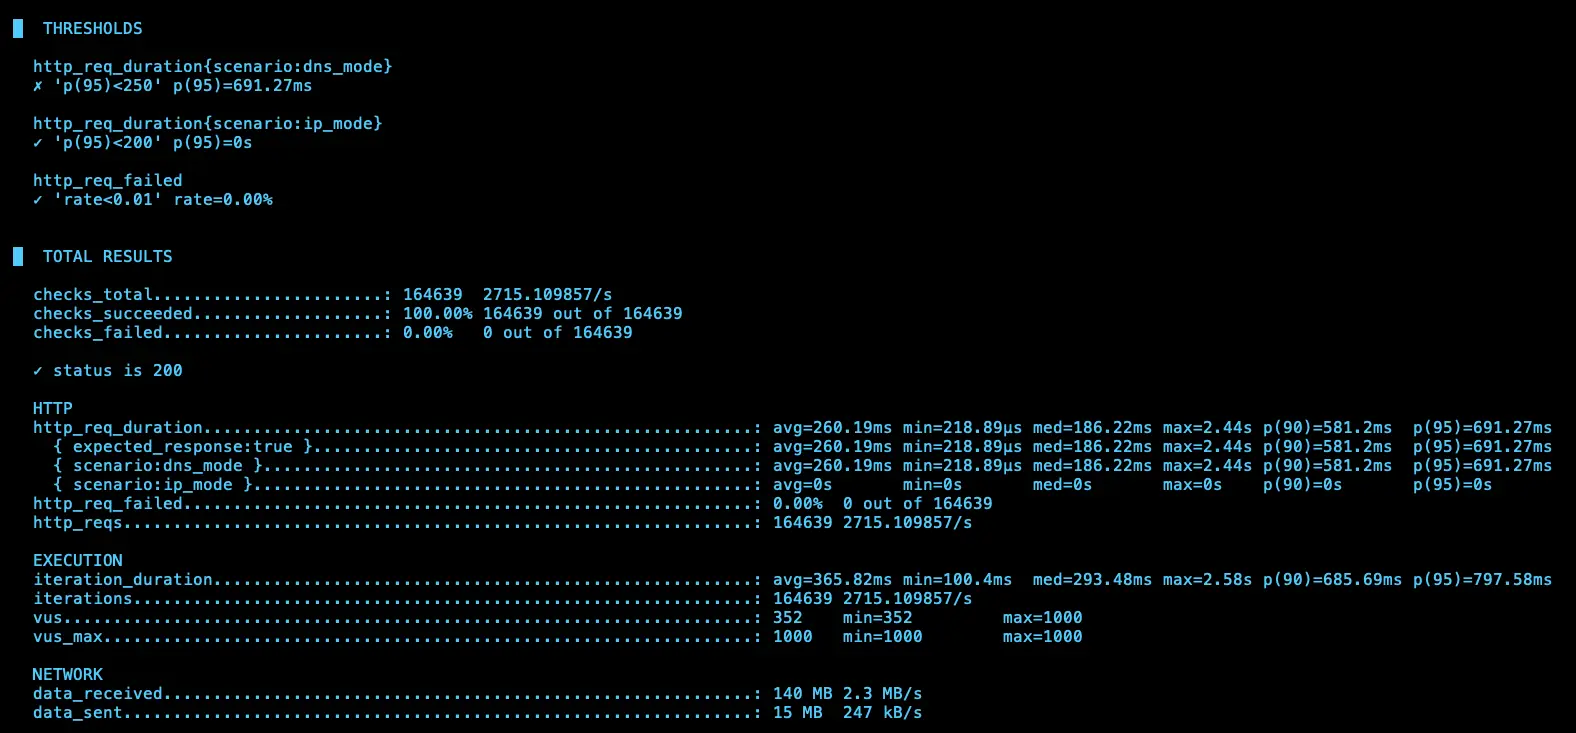 █ THRESHOLDS
http_req_duration{scenario:dns_mode}
✗ 'p(95)<250' p(95)=691.27ms
http_req_duration{scenario:ip_mode}
✓ 'p(95)<200' p(95)=0s
http_req_failed
✓ 'rate<0.01' rate=0.00%
█ TOTAL RESULTS
checks_total.......................: 164639 2715.109857/s
checks_succeeded...................: 100.00% 164639 out of 164639
checks_failed......................: 0.00% 0 out of 164639
✓ status is 200
HTTP
http_req_duration.......................................................: avg=260.19ms min=218.89µs med=186.22ms max=2.44s p(90)=581.2ms p(95)=691.27ms
{ expected_response:true }............................................: avg=260.19ms min=218.89µs med=186.22ms max=2.44s p(90)=581.2ms p(95)=691.27ms
{ scenario:dns_mode }.................................................: avg=260.19ms min=218.89µs med=186.22ms max=2.44s p(90)=581.2ms p(95)=691.27ms
{ scenario:ip_mode }..................................................: avg=0s min=0s med=0s max=0s p(90)=0s p(95)=0s
http_req_failed.........................................................: 0.00% 0 out of 164639
http_reqs...............................................................: 164639 2715.109857/s
EXECUTION
iteration_duration......................................................: avg=365.82ms min=100.4ms med=293.48ms max=2.58s p(90)=685.69ms p(95)=797.58ms
iterations..............................................................: 164639 2715.109857/s
vus.....................................................................: 352 min=352 max=1000
vus_max.................................................................: 1000 min=1000 max=1000
NETWORK
data_received...........................................................: 140 MB 2.3 MB/s
data_sent...............................................................: 15 MB 247 kB/s